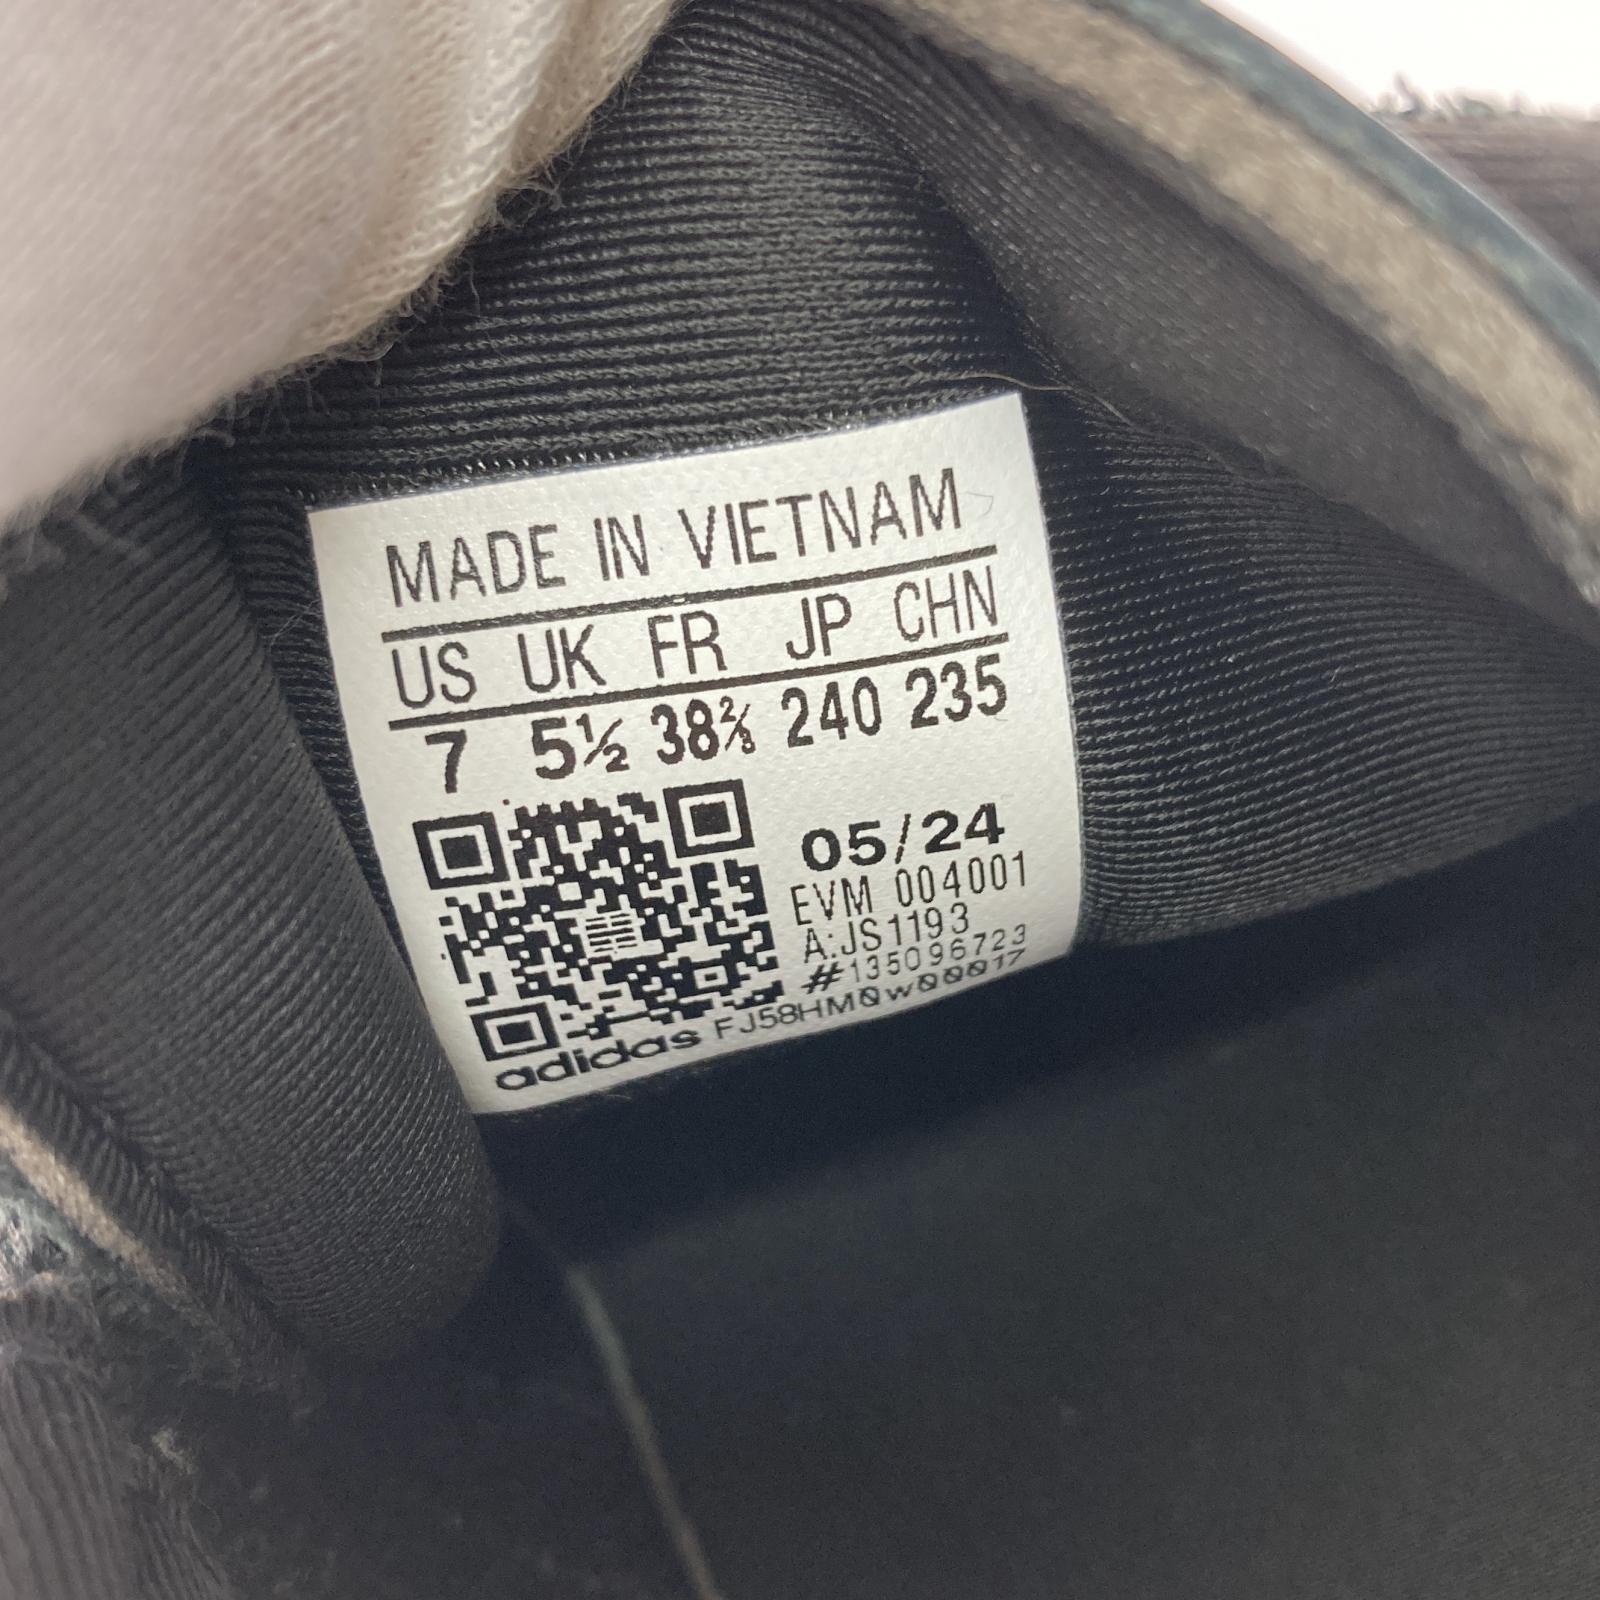 MADE IN VIETNAM
US UK FR JP CHN
7 5½ 38⅔ 240 235
05/24
EVM 004001
A:JS1193
#135096723
adidas FJ58HM0w00017